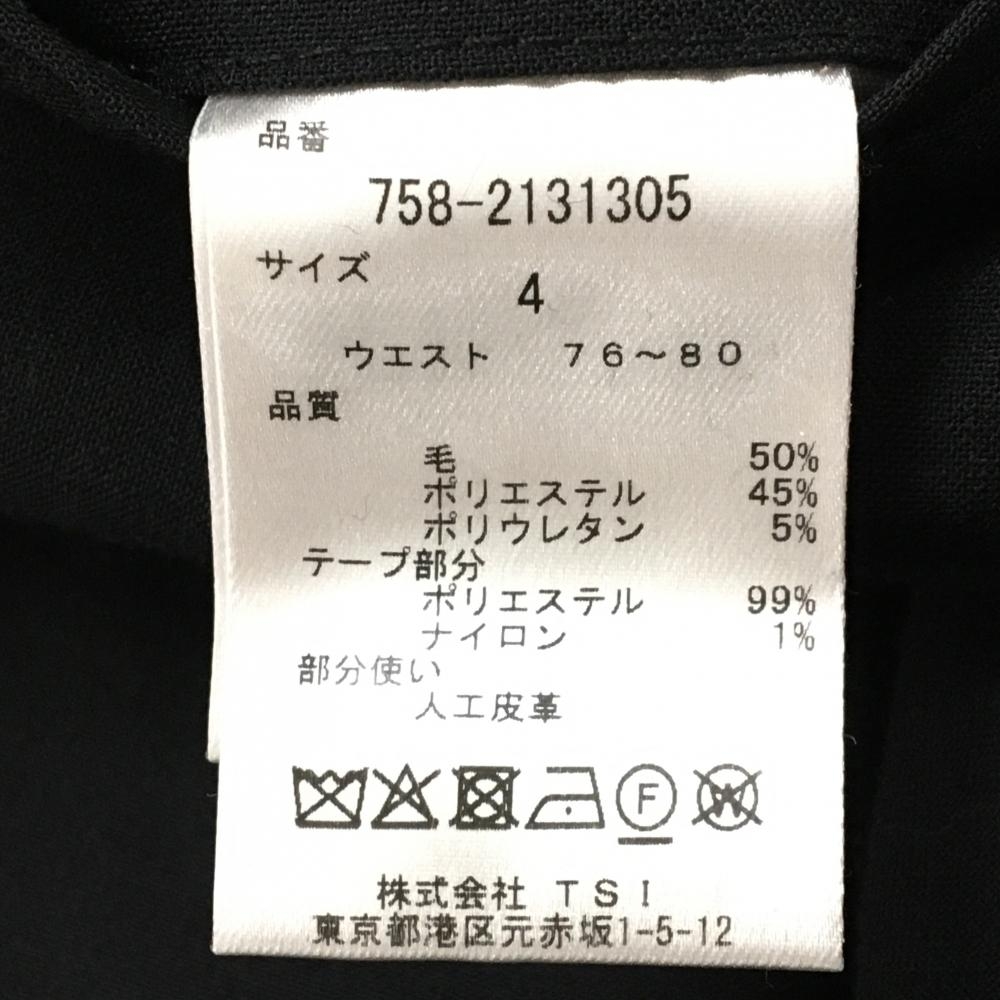 品番
758-2131305
サイズ
4
ウエスト 76~80
品質
毛 50%
ポリエステル 45%
ポリウレタン 5%
テープ部分
ポリエステル 99%
ナイロン 1%
部分使い
人工皮革
F W
株式会社 TSI
東京都港区元赤坂1-5-12